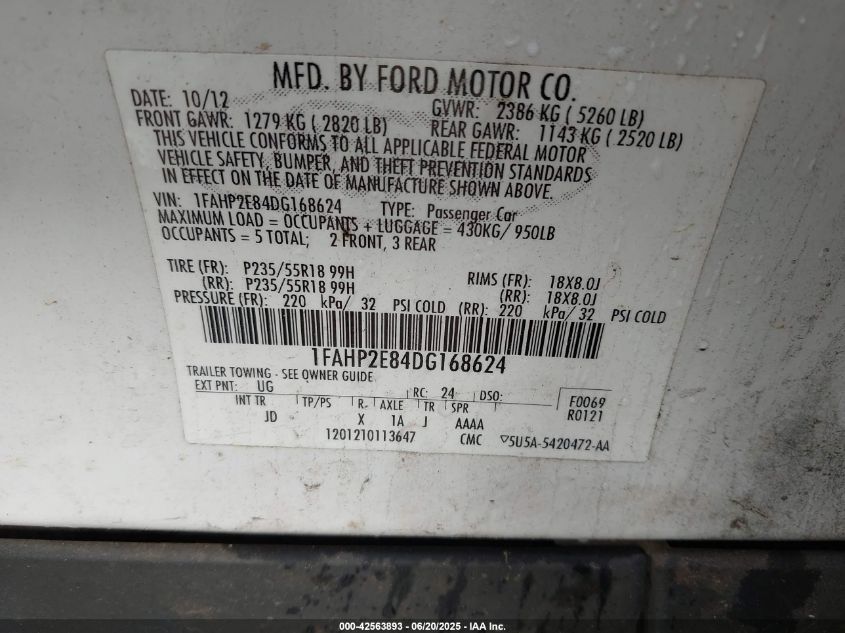 MFD. BY FORD MOTOR CO.
DATE: 10/12 GVWR: 2386 KG ( 5260 LB)
FRONT GAWR: 1279 KG ( 2820 LB) REAR GAWR: 1143 KG ( 2520 LB)
THIS VEHICLE CONFORMS TO ALL APPLICABLE FEDERAL MOTOR
VEHICLE SAFETY, BUMPER, AND THEFT PREVENTION STANDARDS
IN EFFECT ON THE DATE OF MANUFACTURE SHOWN ABOVE.
VIN: 1FAHP2E84DG168624 TYPE: Passenger Car
MAXIMUM LOAD = OCCUPANTS + LUGGAGE = 430KG/ 950LB
OCCUPANTS = 5 TOTAL; 2 FRONT, 3 REAR
TIRE (FR): P235/55R18 99H RIMS (FR): 18X8.0J
(RR): P235/55R18 99H (RR): 18X8.0J
PRESSURE (FR): 220 kPa/ 32 PSI COLD (RR): 220 kPa/ 32 PSI COLD
1FAHP2E84DG168624
TRAILER TOWING - SEE OWNER GUIDE
EXT PNT: UG RC: 24 DSO: F0069
INT TR TP/PS R. AXLE TR SPR R0121
JD X 1A J AAAA
1201210113647 CMC ▽5U5A-5420472-AA
000-42563893 - 06/20/2025 - IAA Inc.